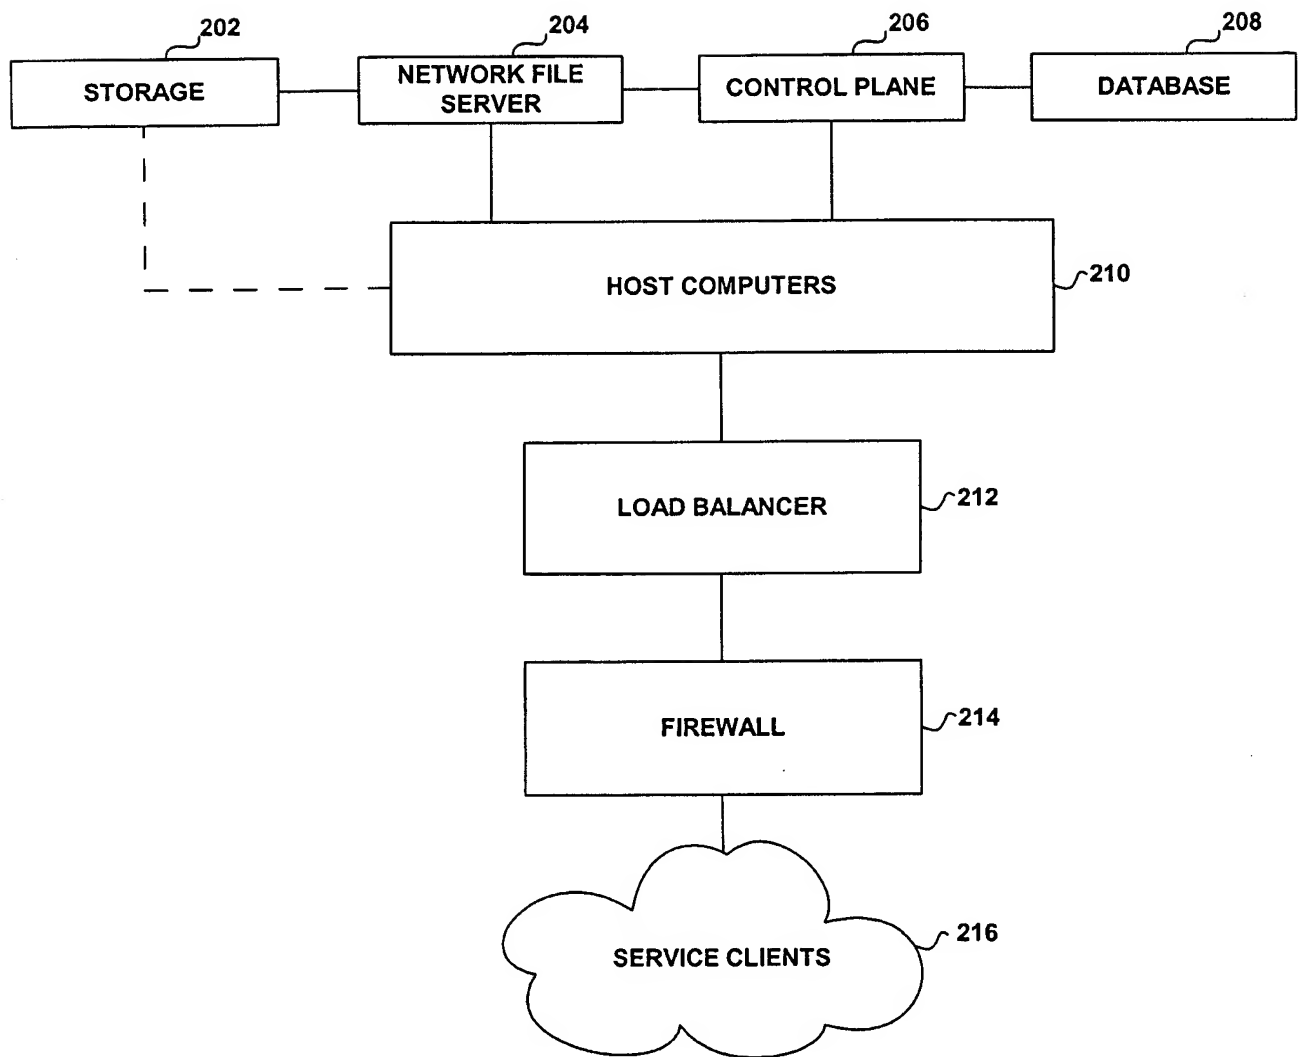 202
204
206
208
STORAGE
NETWORK FILE
SERVER
CONTROL PLANE
DATABASE
HOST COMPUTERS
210
LOAD BALANCER
212
FIREWALL
214
SERVICE CLIENTS
216